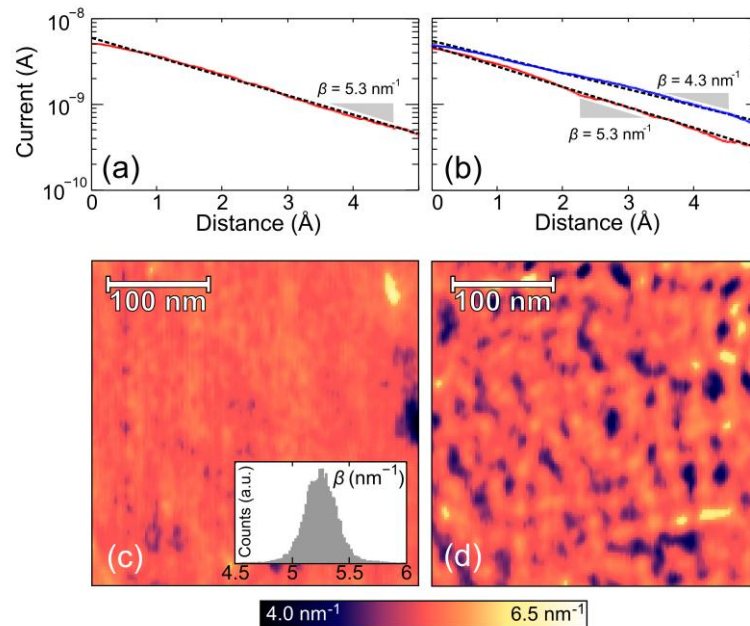 10⁻⁸
10⁻⁹
10⁻¹⁰
Current (A)
β = 5.3 nm⁻¹
(a)
0 1 2 3 4
Distance (Å)
β = 4.3 nm⁻¹
β = 5.3 nm⁻¹
(b)
0 1 2 3 4
Distance (Å)
100 nm
β (nm⁻¹)
Counts (a.u.)
4.5 5 5.5 6
(c)
100 nm
(d)
4.0 nm⁻¹ 6.5 nm⁻¹